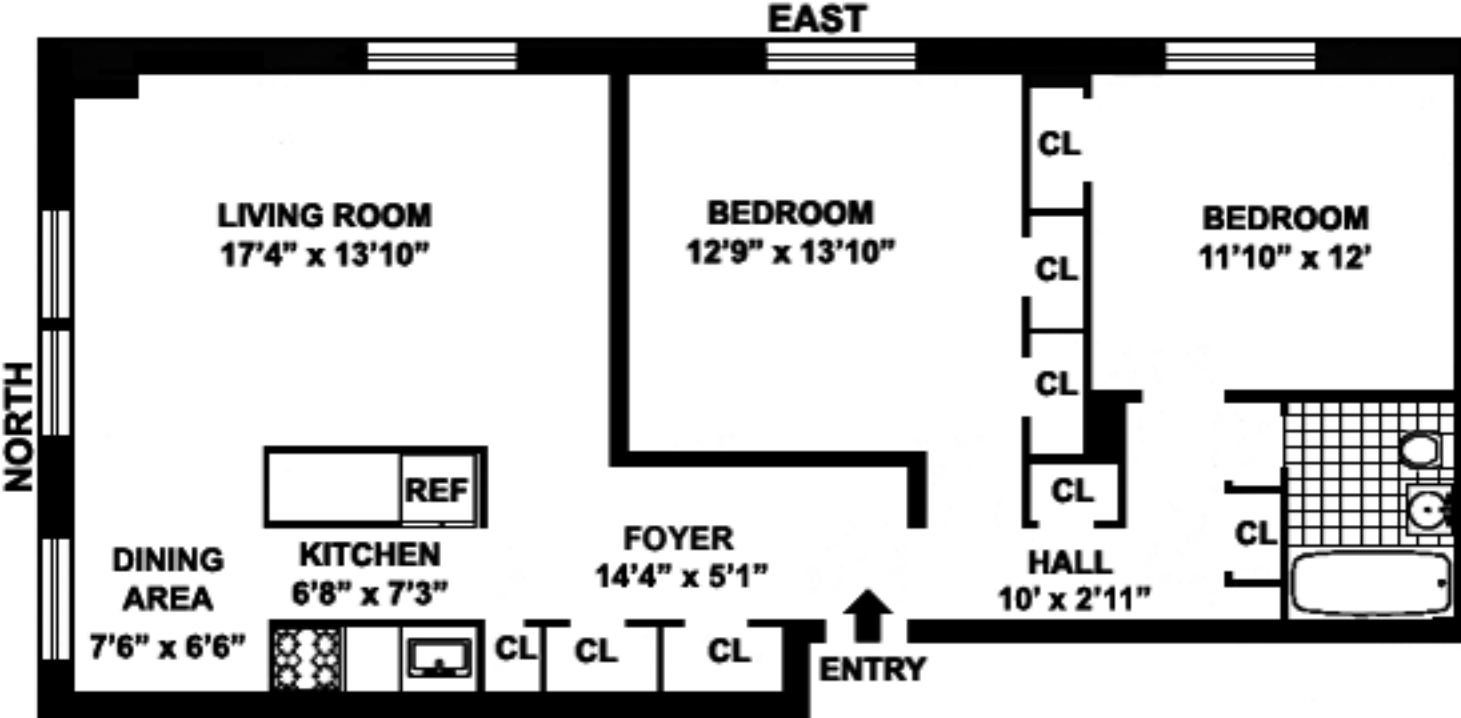 EAST
NORTH
LIVING ROOM
17'4” x 13'10”
BEDROOM
12'9” x 13'10”
CL
CL
CL
BEDROOM
11'10” x 12'
REF
CL
CL
DINING
AREA
7'6” x 6'6”
KITCHEN
6'8” x 7'3”
FOYER
14'4” x 5'1”
HALL
10' x 2'11”
CL
CL
CL
ENTRY